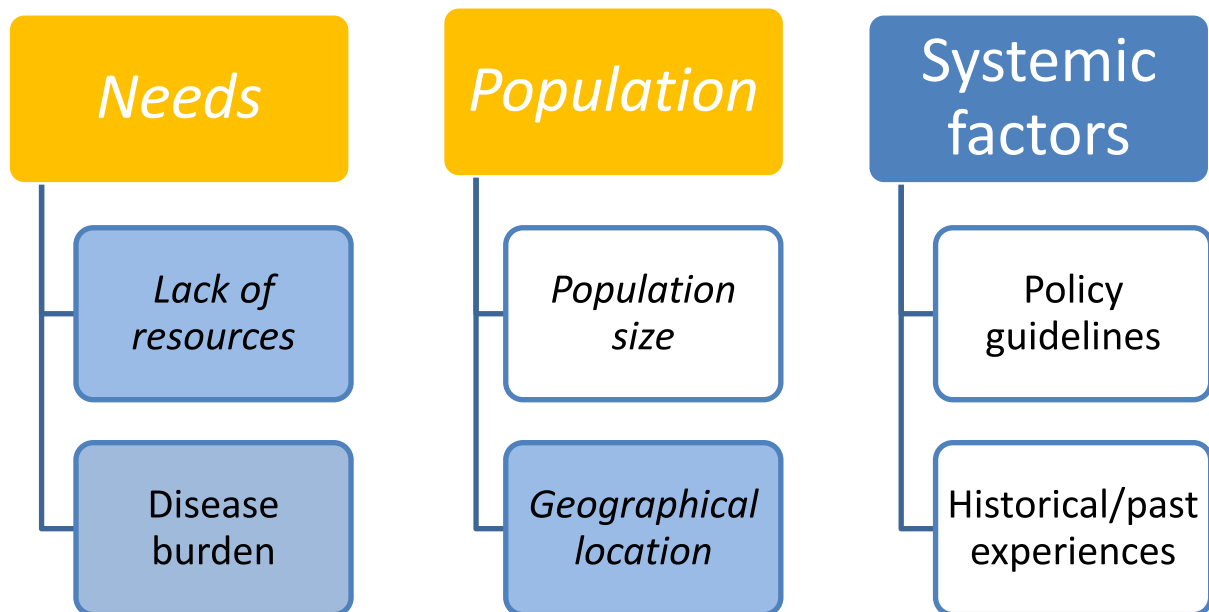 Needs
Lack of
resources
Disease
burden
Population
Population
size
Geographical
location
Systemic
factors
Policy
guidelines
Historical/past
experiences